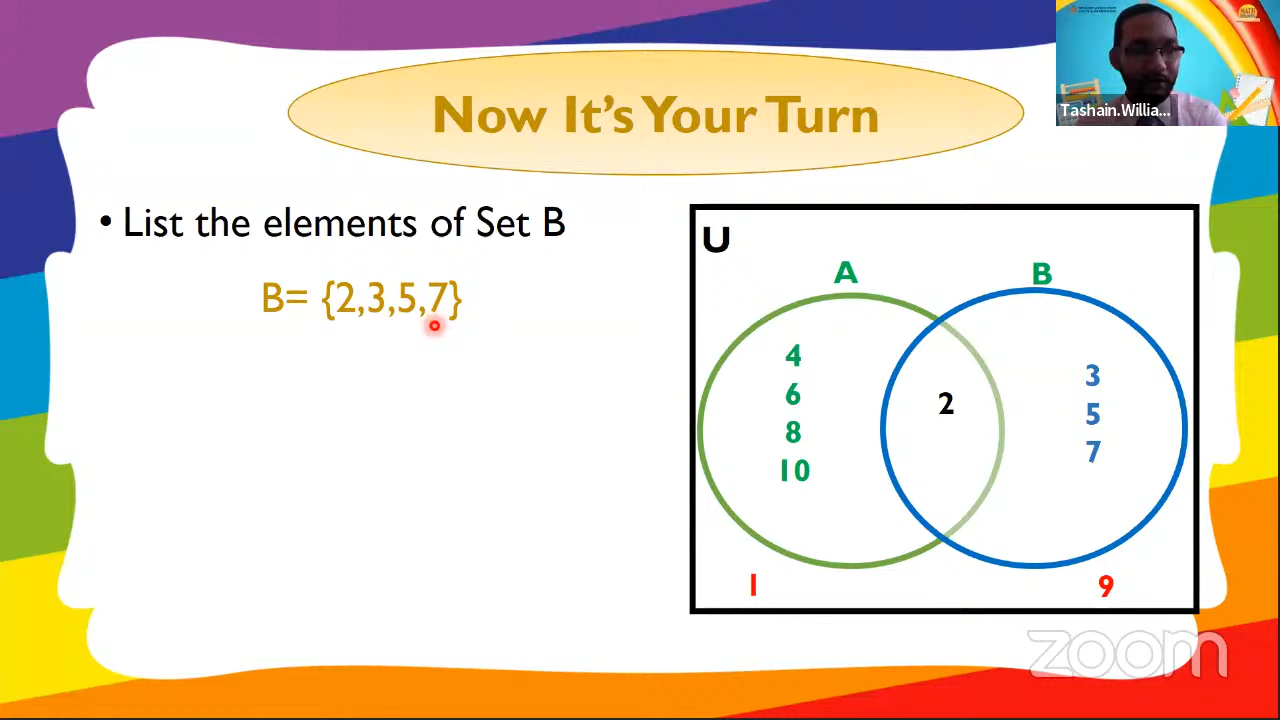 Now It's Your Turn
Tashain.Willia...
• List the elements of Set B
B= {2,3,5,7}
U
A
B
4
6
8
10
2
3
5
7
1
9
zoom